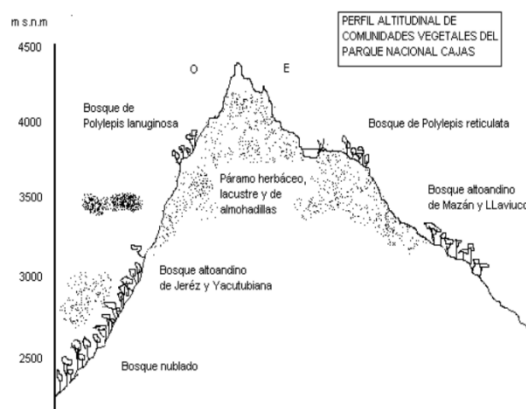 m s.n.m
PERFIL ALTITUDINAL DE
COMUNIDADES VEGETALES DEL
PARQUE NACIONAL CAJAS
4500
O
E
Bosque de
Polylepis lanuginosa
4000
Bosque de Polylepis reticulata
Páramo herbáceo,
lacustre y de
almohadillas
3500
Bosque altoandino
de Mazán y LLaviuco
3000
Bosque altoandino
de Jeréz y Yacutubiana
2500
Bosque nublado